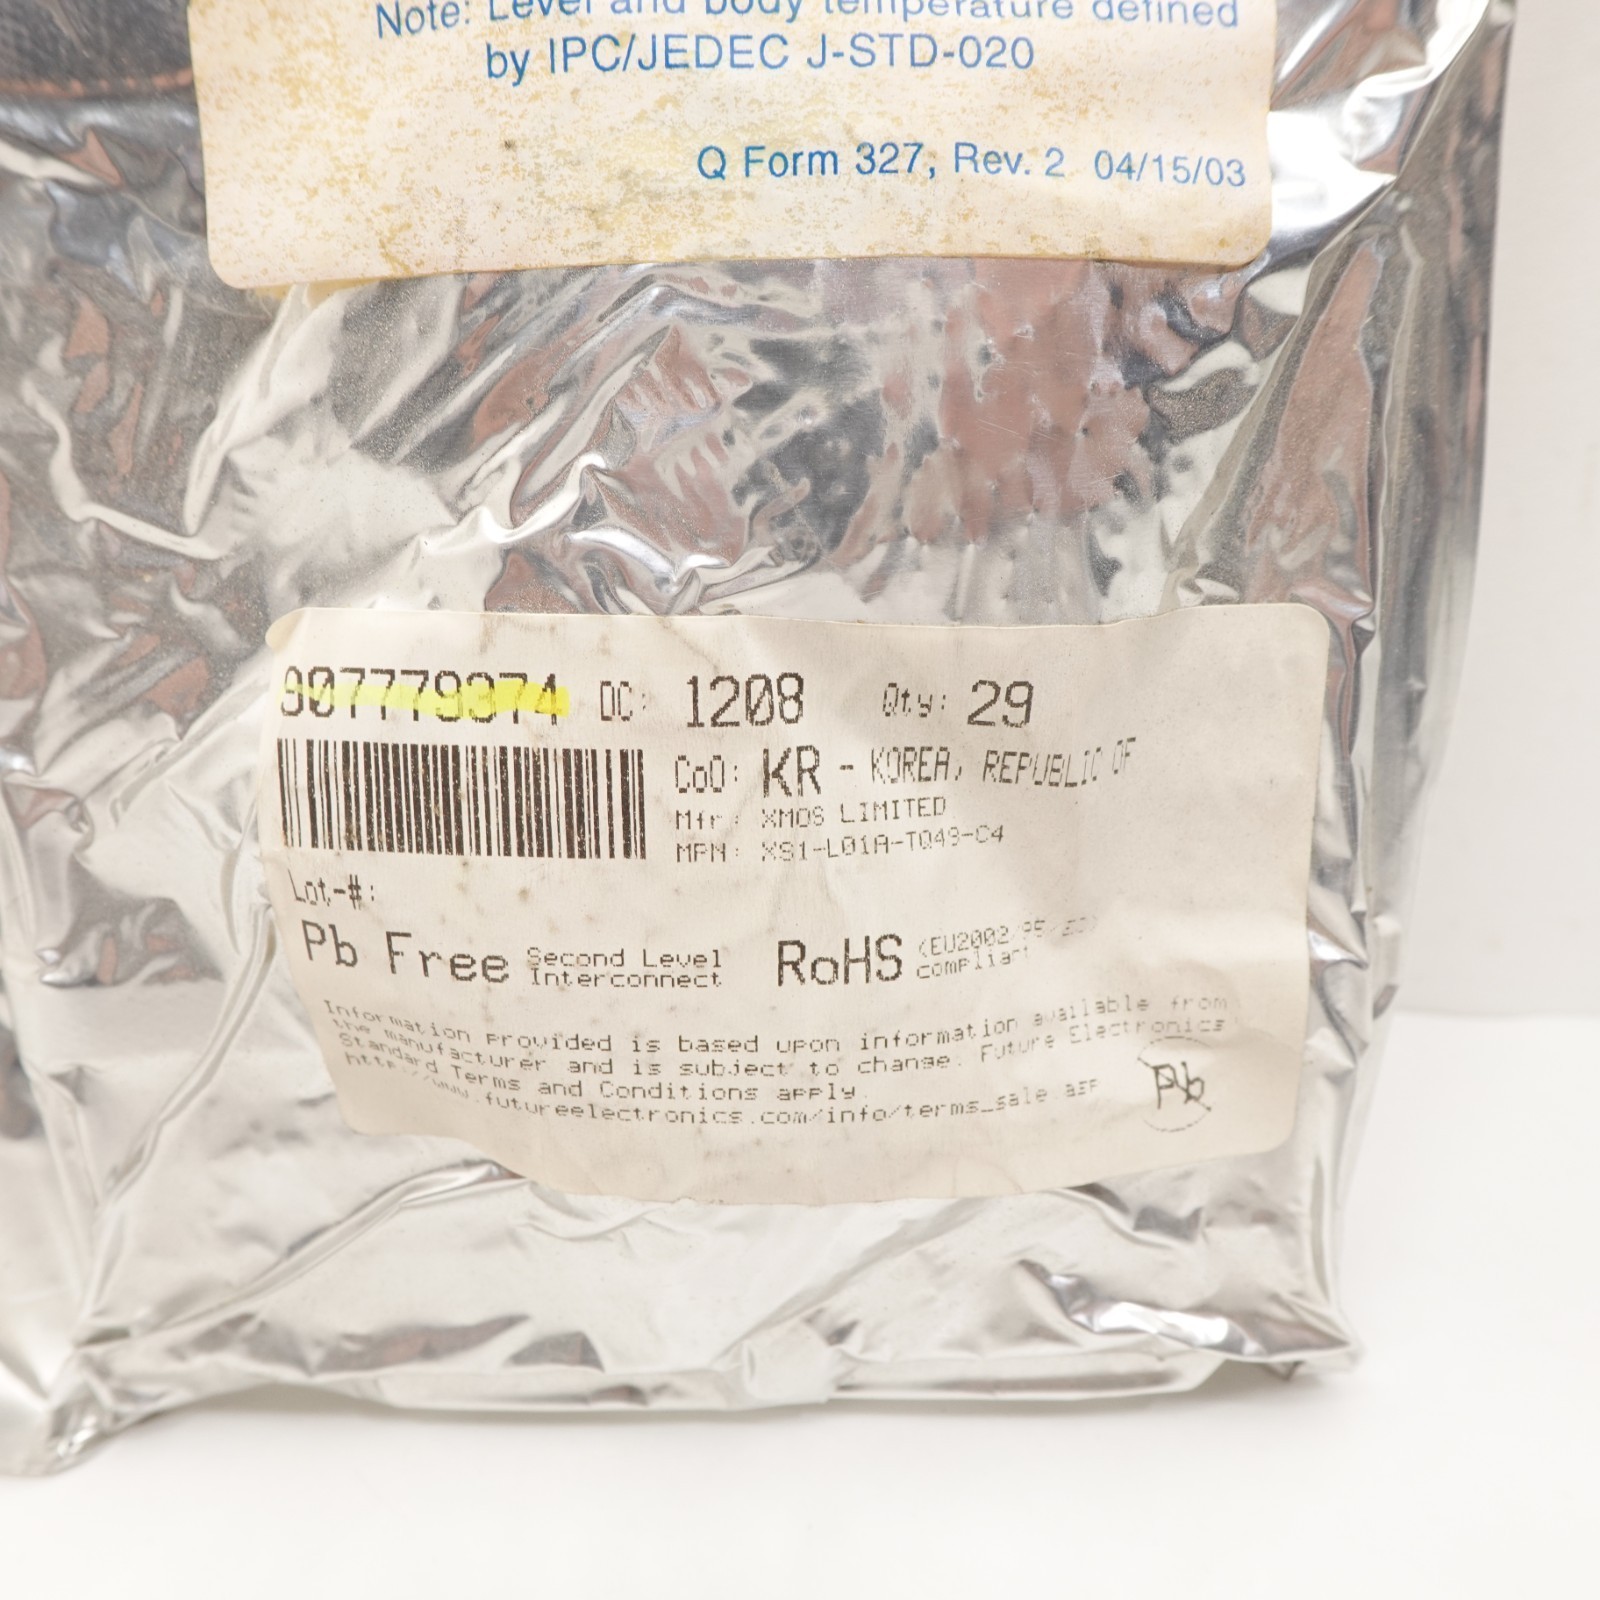 Note: Level and body temperature defined
by IPC/JEDEC J-STD-020
Q Form 327, Rev. 2 04/15/03
907779374 DC: 1208 Qty: 29
CoO: KR - KOREA, REPUBLIC OF
Mfr: XMOS LIMITED
MPN: XS1-L01A-TQ48-C4
Lot-#:
Pb Free Second Level Interconnect
RoHS (EU2002/95/EC) compliant
Information provided is based upon information available from
the manufacturer and is subject to change. Future Electronics
Standard Terms and Conditions apply.
http://www.futureelectronics.com/info/terms_sale.asp
Pb